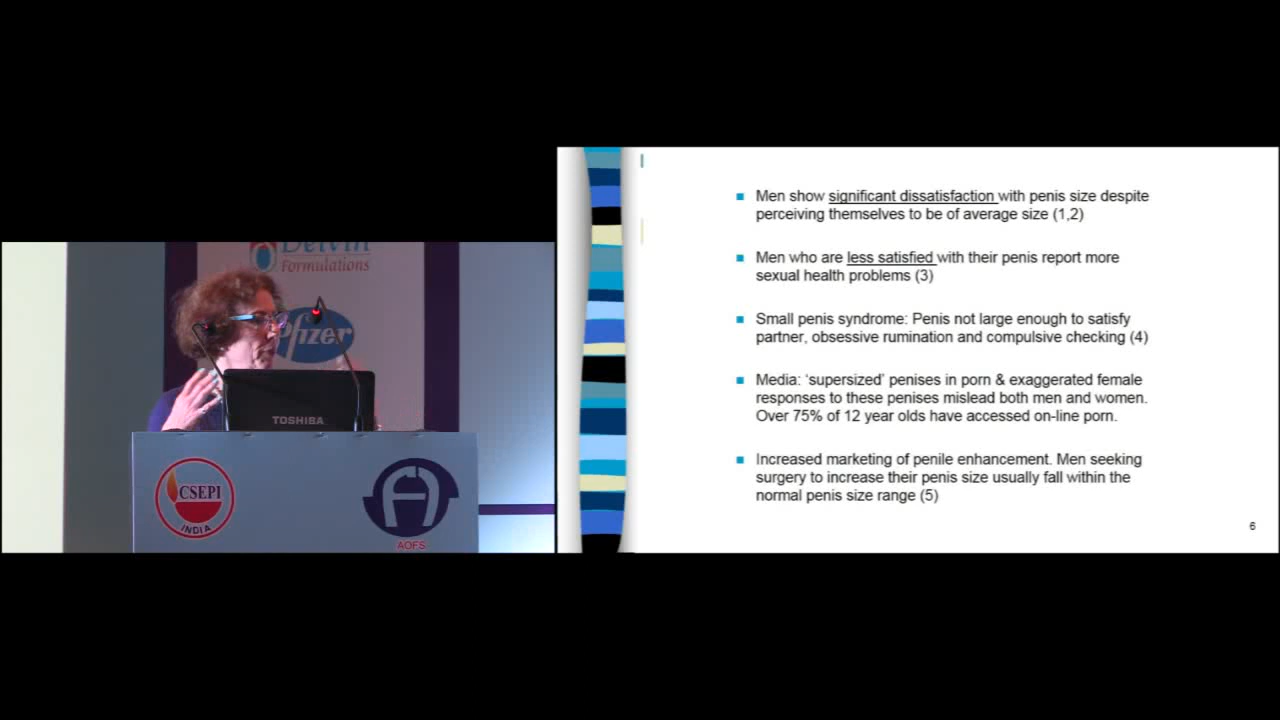 Delvin
Formulations
Pfizer
TOSHIBA
CSEPI
INDIA
A
AOFS
■ Men show significant dissatisfaction with penis size despite
perceiving themselves to be of average size (1,2)
■ Men who are less satisfied with their penis report more
sexual health problems (3)
■ Small penis syndrome: Penis not large enough to satisfy
partner, obsessive rumination and compulsive checking (4)
■ Media: ‘supersized’ penises in porn & exaggerated female
responses to these penises mislead both men and women.
Over 75% of 12 year olds have accessed on-line porn.
■ Increased marketing of penile enhancement. Men seeking
surgery to increase their penis size usually fall within the
normal penis size range (5)
6